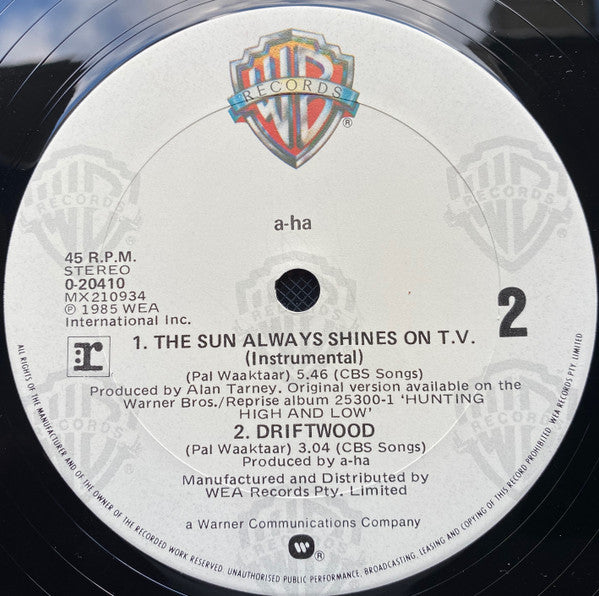 WB
RECORDS
®
a-ha
45 R.P.M.
STEREO
0-20410
MX210934
℗ 1985 WEA
International Inc.
2
r
1. THE SUN ALWAYS SHINES ON T.V.
(Instrumental)
(Pal Waaktaar) 5.46 (CBS Songs)
Produced by Alan Tarney. Original version available on the
Warner Bros./Reprise album 25300-1 'HUNTING
HIGH AND LOW'
2. DRIFTWOOD
(Pal Waaktaar) 3.04 (CBS Songs)
Produced by a-ha
Manufactured and Distributed by
WEA Records Pty. Limited
a Warner Communications Company
®
ALL RIGHTS OF THE MANUFACTURER AND OF THE OWNER OF THE RECORDED WORK RESERVED. UNAUTHORISED PUBLIC PERFORMANCE, BROADCASTING, LEASING AND COPYING OF THIS RECORD PROHIBITED. WEA RECORDS PTY. LIMITED